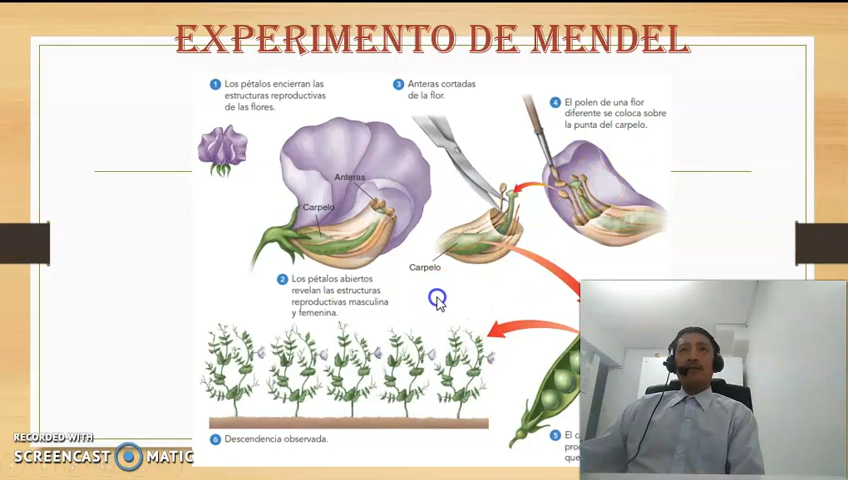 EXPERIMENTO DE MENDEL
1 Los pétalos encierran las
estructuras reproductivas
de las flores.
3 Anteras cortadas
de la flor.
4 El polen de una flor
diferente se coloca sobre
la punta del carpelo.
Anteras
Carpelo
Carpelo
2 Los pétalos abiertos
revelan las estructuras
reproductivas masculina
y femenina.
6 Descendencia observada.
5 El
RECORDED WITH
SCREENCAST MATIC